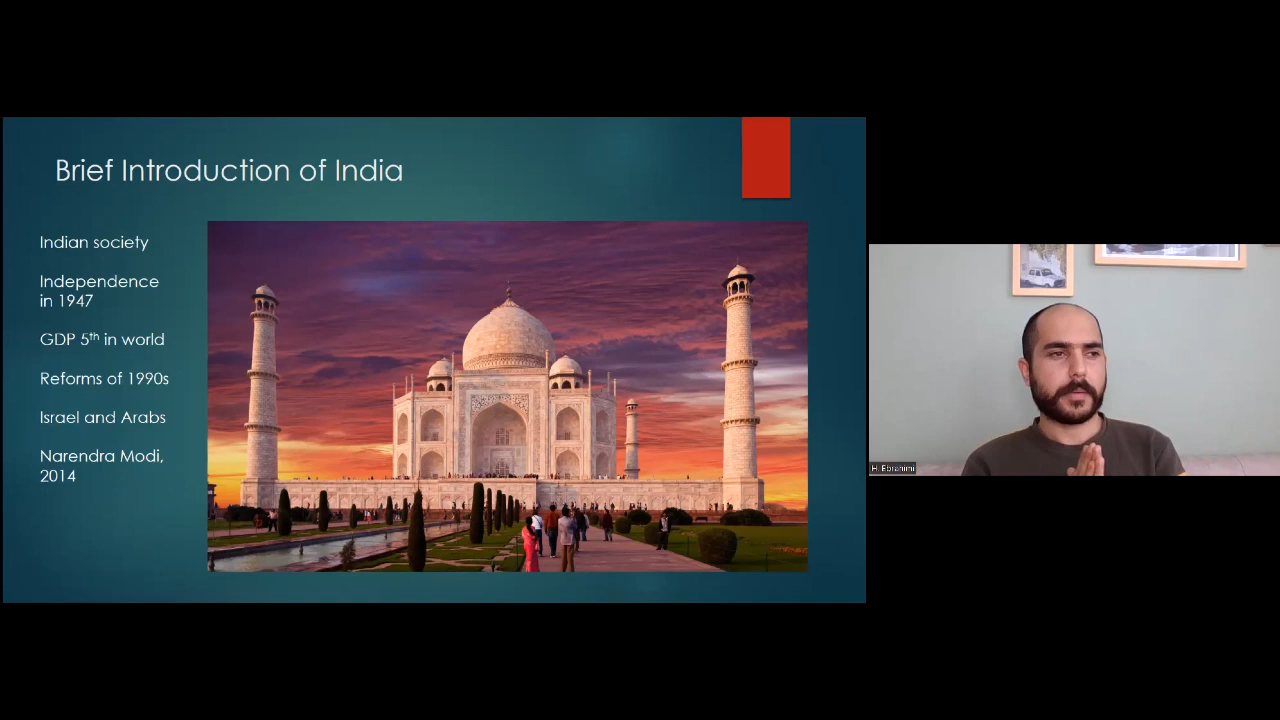 Brief Introduction of India
Indian society
Independence
in 1947
GDP 5th in world
Reforms of 1990s
Israel and Arabs
Narendra Modi,
2014
H. Ebrahimi